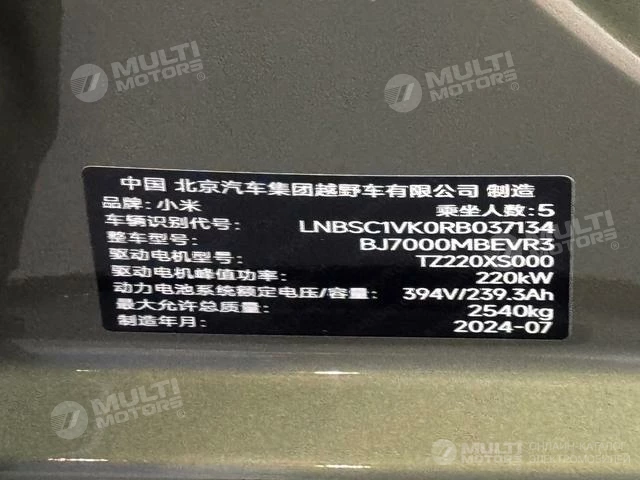 MULTI
MOTORS
MULTI
MOTORS
中国 北京汽车集团越野车有限公司 制造
品牌:小米 乘坐人数:5
车辆识别代号: LNBSC1VK0RB037134
整车型号: BJ7000MBEVR3
驱动电机型号: TZ220XS000
驱动电机峰值功率: 220kW
动力电池系统额定电压/容量: 394V/239.3Ah
最大允许总质量: 2540kg
制造年月: 2024-07
MULTI
MOTORS
MULTI
MOTORS
ОНЛАЙН-КАТАЛОГ
ЭЛЕКТРОМОБИЛЕЙ